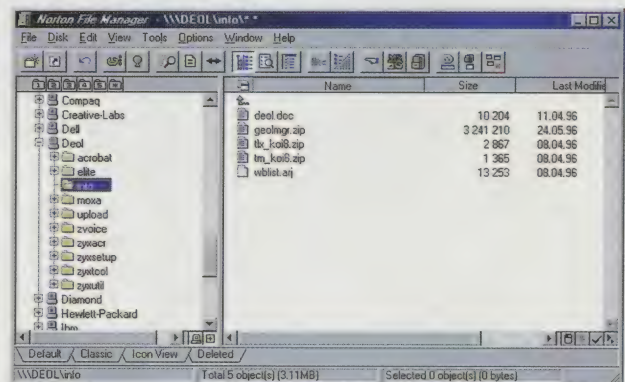 Norton File Manager - \\\DEOL\info\*.*
File Disk Edit View Tools Options Window Help
Name Size Last Modifie
Compaq
Creative-Labs
Dell
Deol
acrobat
elite
info
moxa
upload
zvoice
zyxacr
zyxsetup
zyxtool
zyxutil
Diamond
Hewlett-Packard
Ibm
deol.doc 10 204 11.04.96
geolmgr.zip 3 241 210 24.05.96
tlx_koi8.zip 2 867 08.04.96
tm_koi8.zip 1 365 08.04.96
wblist.arj 13 253 08.04.96
Default Classic Icon View Deleted
\\\DEOL\info Total 5 object(s) (3.11MB) Selected 0 object(s) (0 bytes)